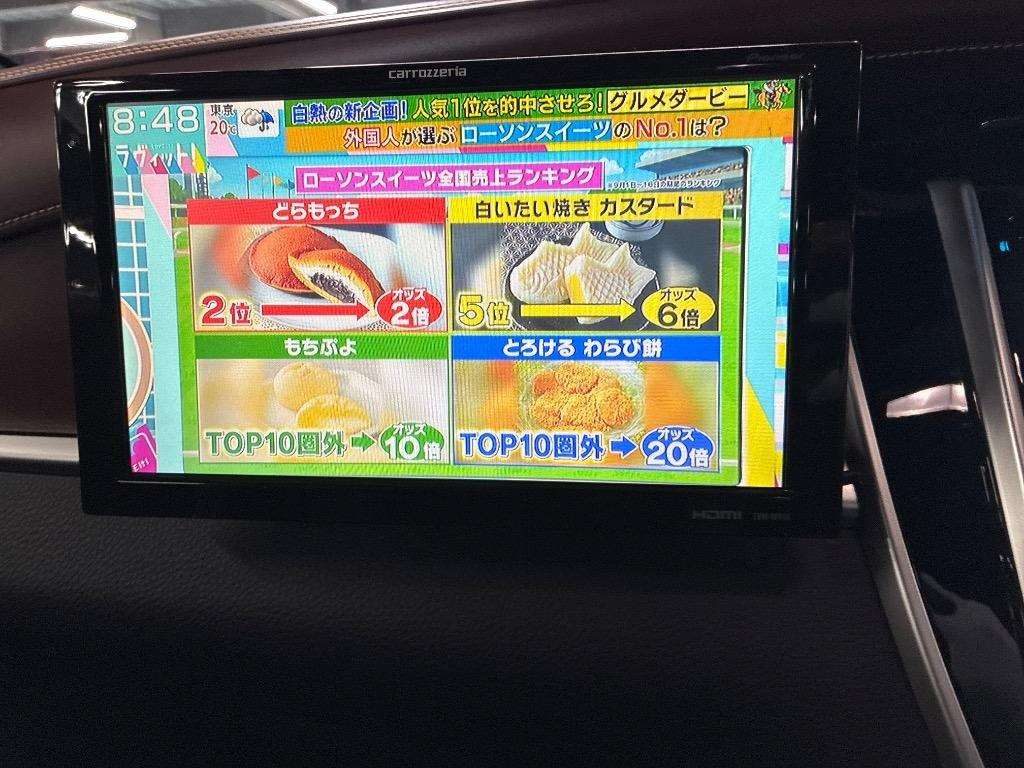 carrozzeria
8:48
東京
20℃
白熱の新企画!人気1位を的中させろ!グルメダービー
外国人が選ぶローソンスイーツのNo.1は?
ラヴィット!
ローソンスイーツ全国売上ランキング
どらもっち
白いたい焼き カスタード
2位
オッズ
2倍
5位
オッズ
6倍
もちぷよ
とろける わらび餅
TOP10圏外
オッズ
10倍
TOP10圏外
オッズ
20倍
HDMI